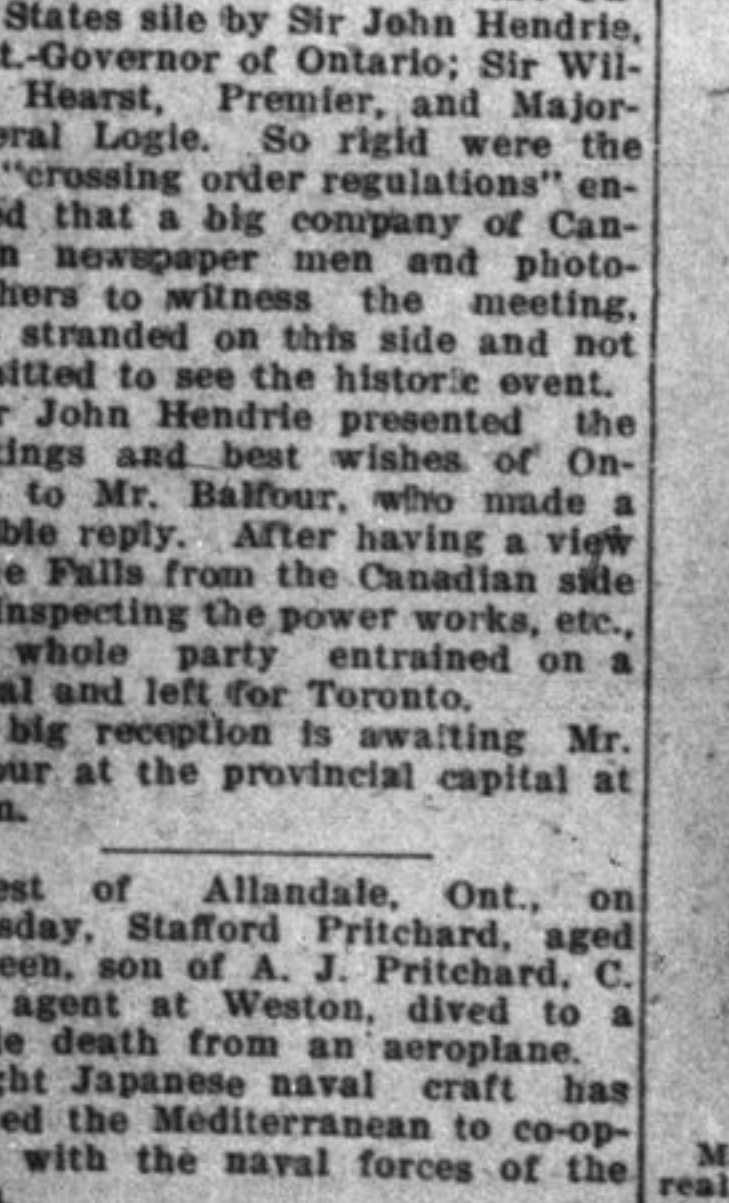 States sile by Sir John Hendrie,
t.-Governor of Ontario; Sir Wil-
Hearst, Premier, and Major-
eral Logie. So rigid were the
"crossing order regulations" en-
d that a big company of Can-
n newspaper men and photo-
hers to witness the meeting,
stranded on this side and not
itted to see the historic event.
r John Hendrie presented the
tings and best wishes of On-
to Mr. Balfour, who made a
ble reply. After having a view
e Falls from the Canadian side
inspecting the power works, etc.,
whole party entrained on a
al and left for Toronto.
big reception is awaiting Mr.
our at the provincial capital at
n.
est of Allandale, Ont., on
sday, Stafford Pritchard, aged
een, son of A. J. Pritchard, C.
agent at Weston, dived to a
le death from an aeroplane.
ght Japanese naval craft has
ed the Mediterranean to co-op-
with the naval forces of the
M
real